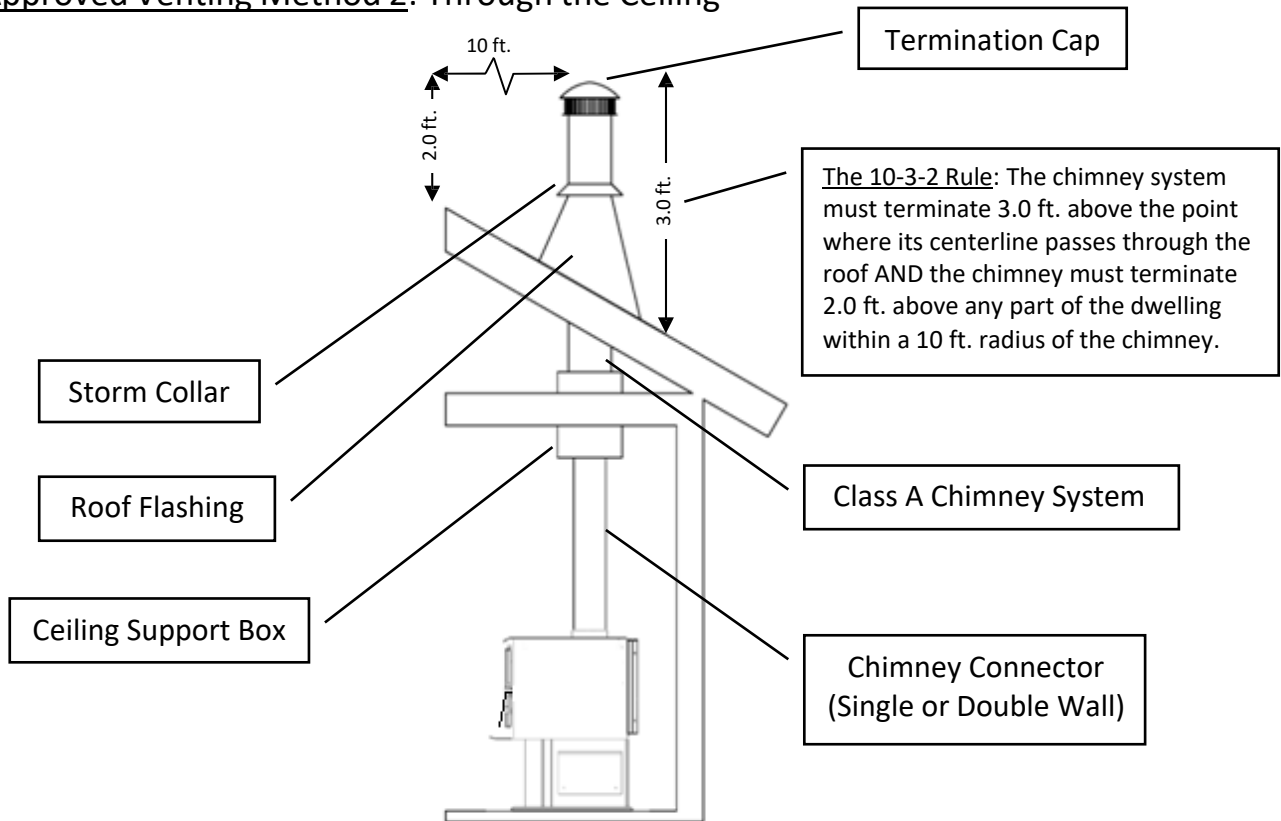 Approved Venting Method 2: Through the Ceiling
10 ft.
Termination Cap
2.0 ft.
3.0 ft.
The 10-3-2 Rule: The chimney system
must terminate 3.0 ft. above the point
where its centerline passes through the
roof AND the chimney must terminate
2.0 ft. above any part of the dwelling
within a 10 ft. radius of the chimney.
Storm Collar
Roof Flashing
Class A Chimney System
Ceiling Support Box
Chimney Connector
(Single or Double Wall)